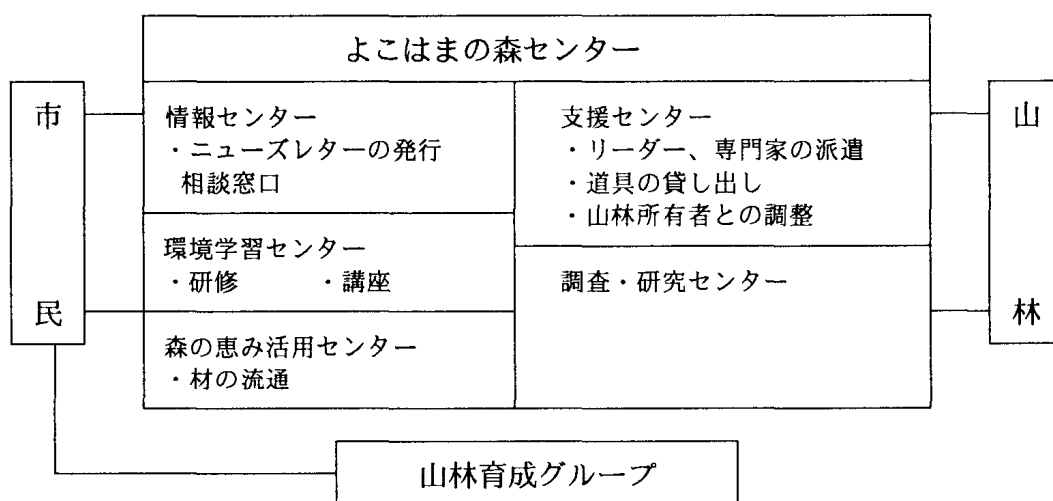 よこはまの森センター
市民
情報センター
・ニューズレターの発行
相談窓口
環境学習センター
・研修　　・講座
森の恵み活用センター
・材の流通
支援センター
・リーダー、専門家の派遣
・道具の貸し出し
・山林所有者との調整
調査・研究センター
山林
山林育成グループ